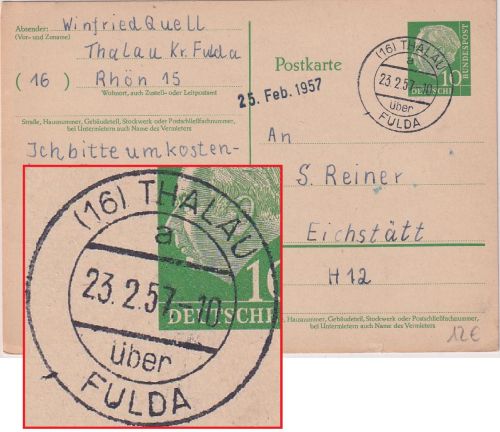 Absender: Winfried Quell
(Vor- und Zuname)
Thalau Kr. Fulda
(16) Rhön 15
Wohnort, auch Zustell- oder Leitpostamt
Straße, Hausnummer, Gebäudeteil, Stockwerk oder Postschließfachnummer,
bei Untermietern auch Name des Vermieters
Ich bitte um kosten-
Postkarte
25. Feb. 1957
(16) THALAU
a
23.2.57-10
über
FULDA
10
BUNDESPOST
DEUTSCHE
An
S. Reiner
Eichstätt
H 12
Hausnummer, Gebäudeteil, Stockwerk oder Postschließfachnummer,
bei Untermietern auch Name des Vermieters
12€
(16) THALAU
a
23.2.57-10
über
FULDA
10
DEUTSCHE